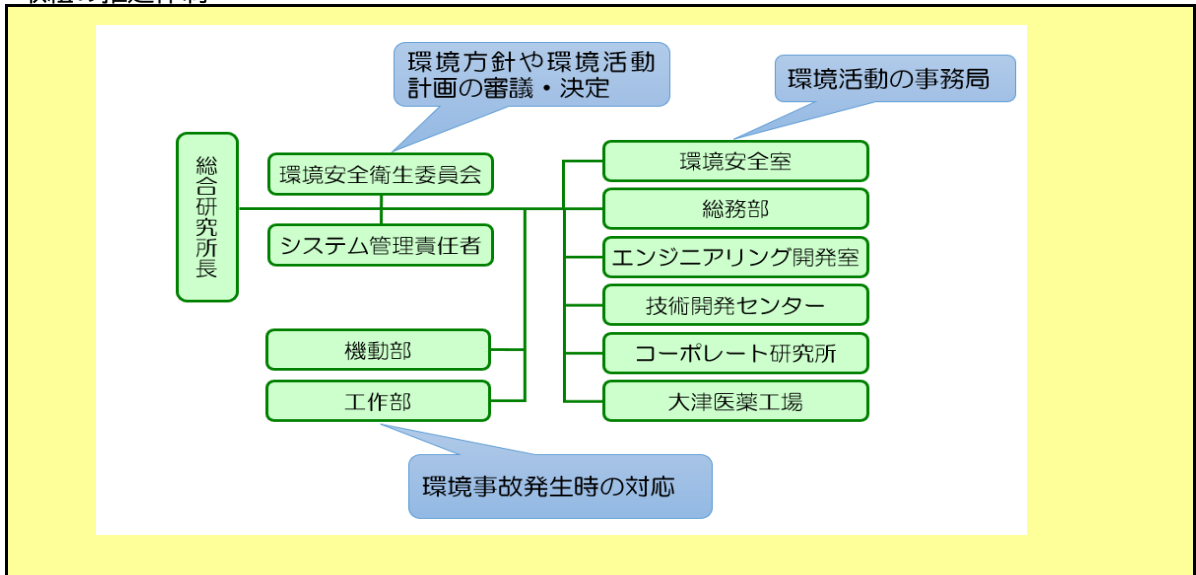 環境方針や環境活動
計画の審議・決定
環境活動の事務局
総合研究所長
環境安全衛生委員会
システム管理責任者
機動部
工作部
環境安全室
総務部
エンジニアリング開発室
技術開発センター
コーポレート研究所
大津医薬工場
環境事故発生時の対応